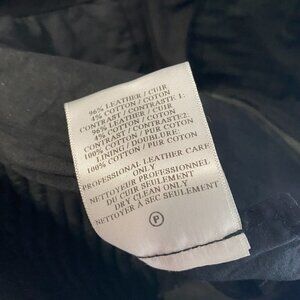 96% LEATHER / CUIR
4% COTTON / COTON
CONTRAST / CONTRASTE 1:
96% LEATHER / CUIR
4% COTTON / COTON
CONTRAST / CONTRASTE2:
100% COTTON / PUR COTON
LINING / DOUBLURE:
100% COTTON / PUR COTON
PROFESSIONAL LEATHER CARE
ONLY
NETTOYEUR PROFESSIONNEL
DU CUIR SEULEMENT
DRY CLEAN ONLY
NETTOYER À SEC SEULEMENT
P